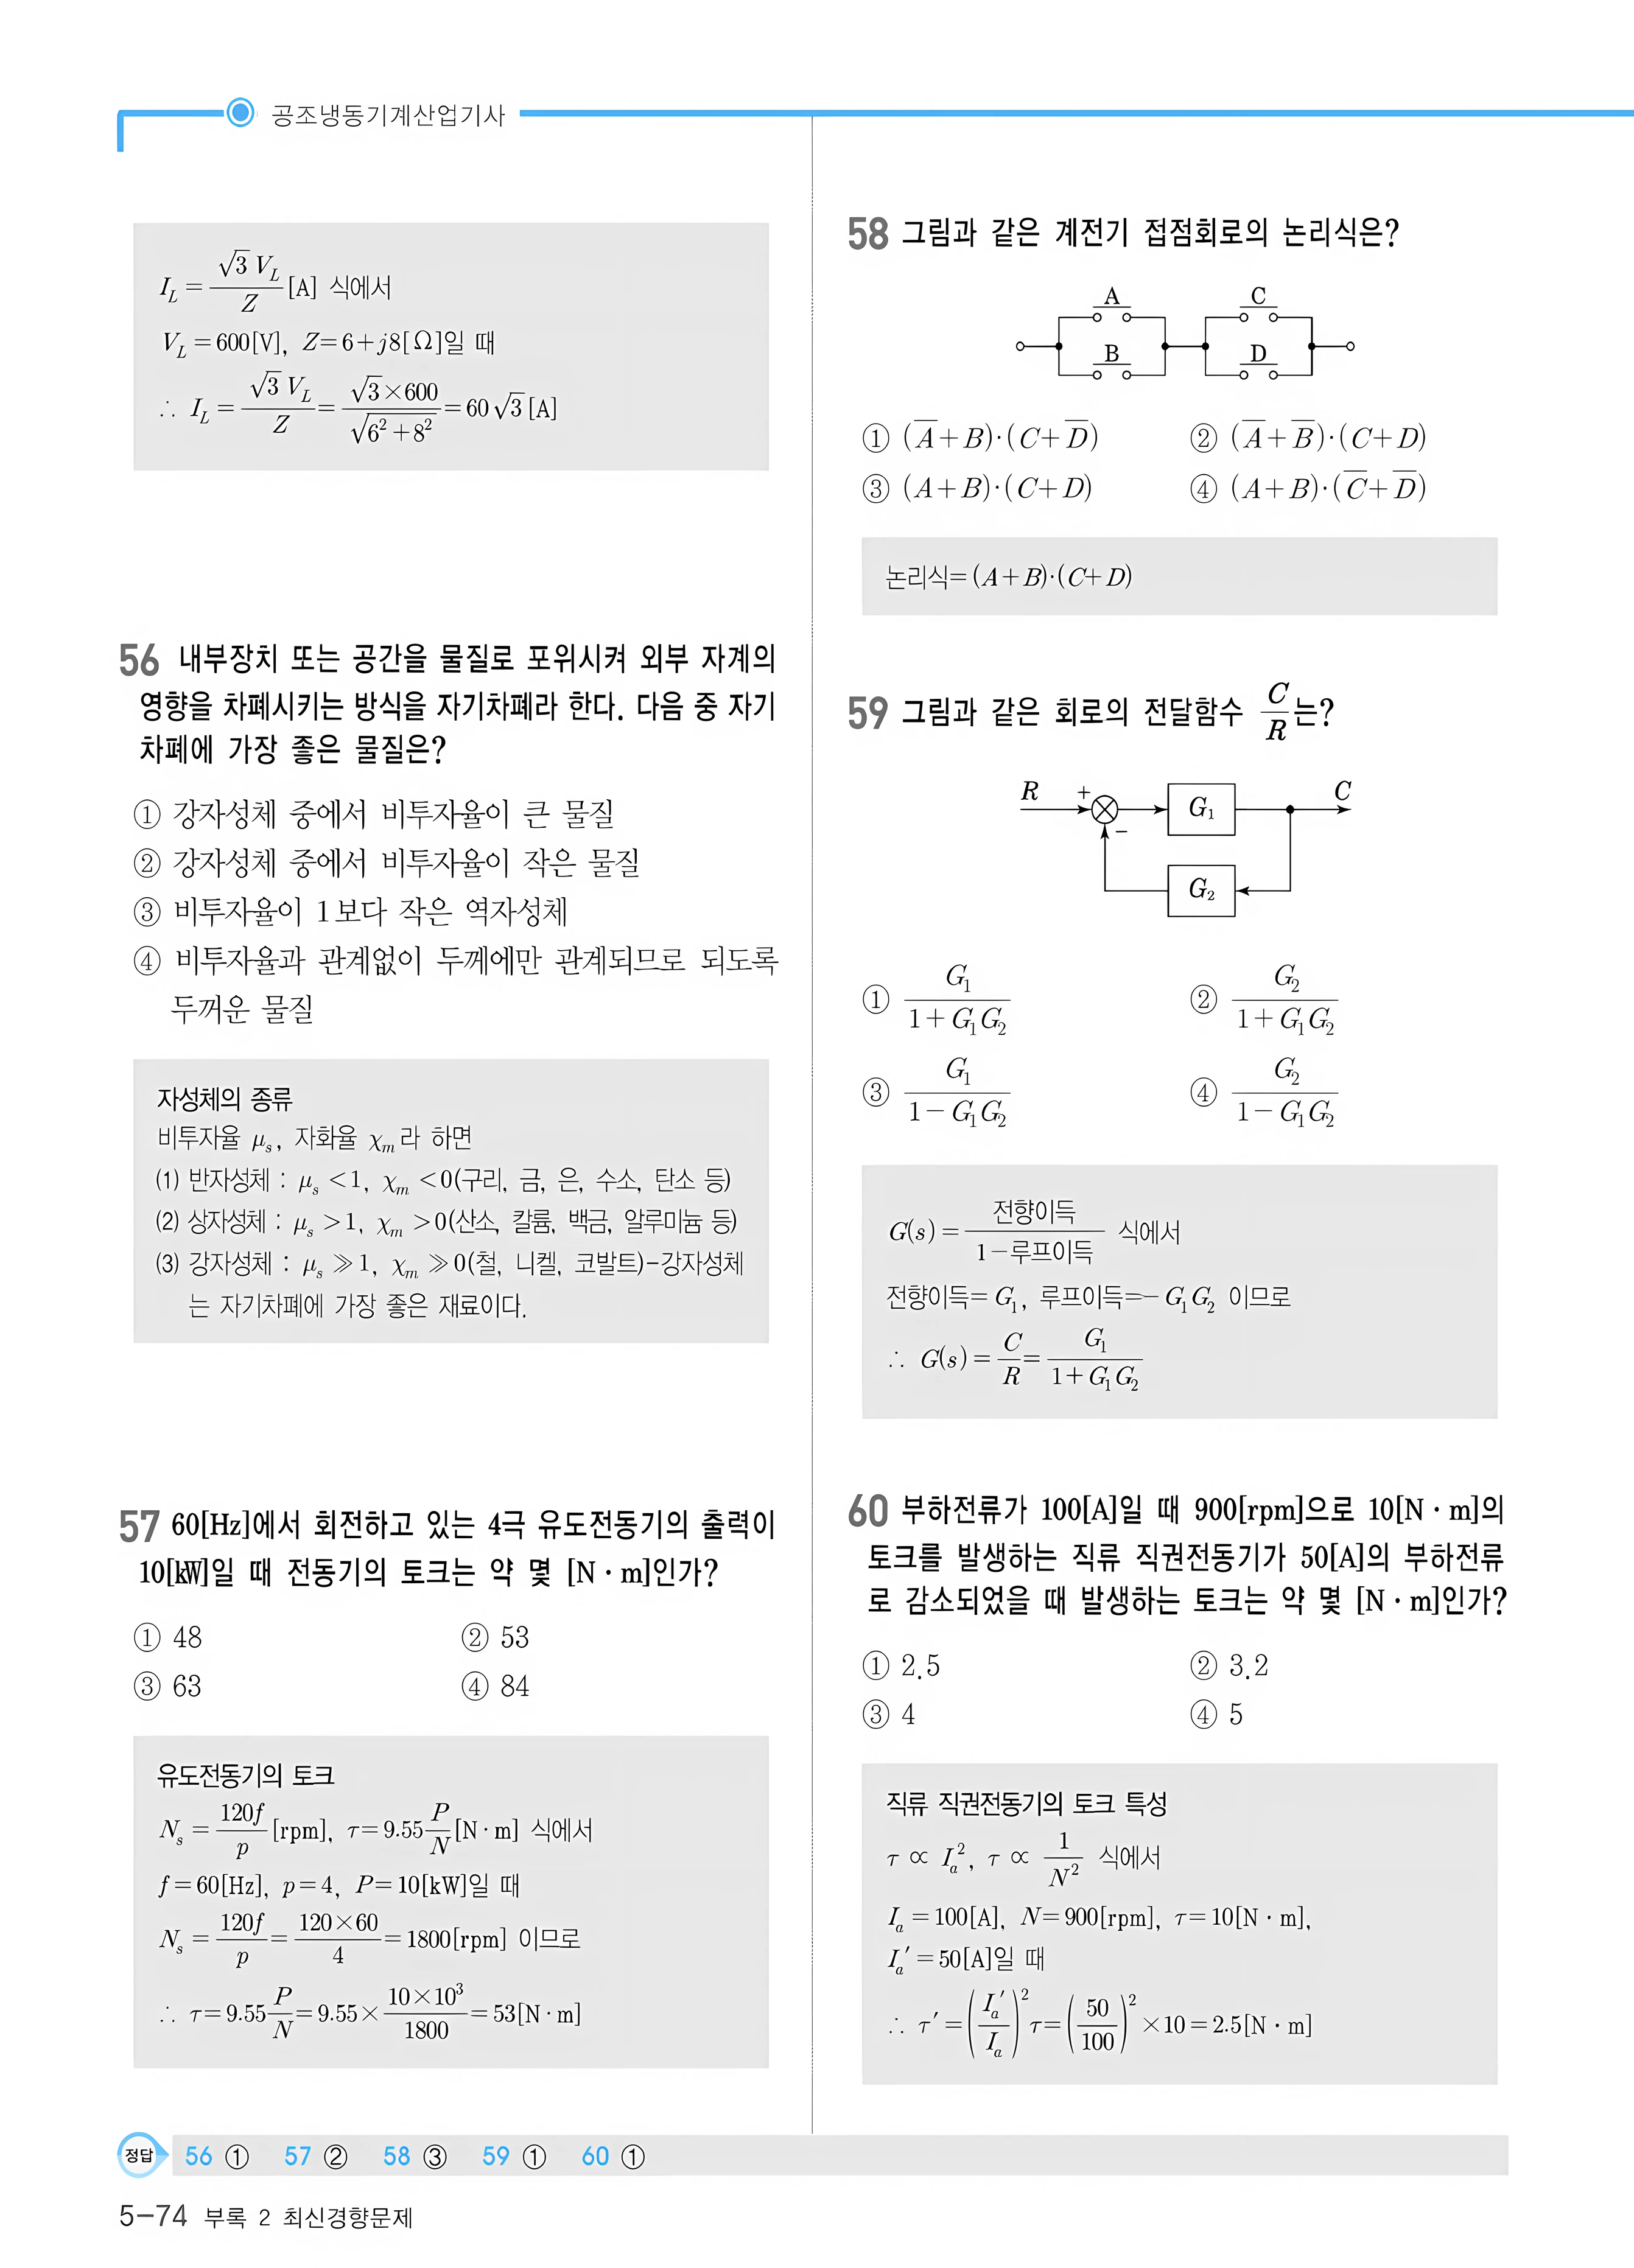 공조냉동기계산업기사
I_L = √3 V_L / Z [A] 식에서
V_L = 600[V], Z = 6+j8[Ω]일 때
∴ I_L = √3 V_L / Z = √3×600 / √(6²+8²) = 60√3 [A]
56 내부장치 또는 공간을 물질로 포위시켜 외부 자계의
영향을 차폐시키는 방식을 자기차폐라 한다. 다음 중 자기
차폐에 가장 좋은 물질은?
① 강자성체 중에서 비투자율이 큰 물질
② 강자성체 중에서 비투자율이 작은 물질
③ 비투자율이 1보다 작은 역자성체
④ 비투자율과 관계없이 두께에만 관계되므로 되도록
두꺼운 물질
자성체의 종류
비투자율 μ_s, 자화율 χ_m라 하면
(1) 반자성체 : μ_s <1, χ_m <0(구리, 금, 은, 수소, 탄소 등)
(2) 상자성체 : μ_s >1, χ_m >0(산소, 칼륨, 백금, 알루미늄 등)
(3) 강자성체 : μ_s ≫1, χ_m ≫0(철, 니켈, 코발트)-강자성체
는 자기차폐에 가장 좋은 재료이다.
57 60[Hz]에서 회전하고 있는 4극 유도전동기의 출력이
10[kW]일 때 전동기의 토크는 약 몇 [N·m]인가?
① 48 ② 53
③ 63 ④ 84
유도전동기의 토크
N_s = 120f / p [rpm], τ = 9.55 P/N [N·m] 식에서
f = 60[Hz], p = 4, P = 10[kW]일 때
N_s = 120f / p = 120×60 / 4 = 1800[rpm] 이므로
∴ τ = 9.55 P/N = 9.55 × 10×10³ / 1800 = 53[N·m]
58 그림과 같은 계전기 접점회로의 논리식은?
A C
B D
① (A̅+B)·(C+D̅) ② (A̅+B̅)·(C+D)
③ (A+B)·(C+D) ④ (A+B)·(C̅+D̅)
논리식=(A+B)·(C+D)
59 그림과 같은 회로의 전달함수 C/R는?
R + G₁ C
−
G₂
① G₁ / (1+G₁G₂) ② G₂ / (1+G₁G₂)
③ G₁ / (1−G₁G₂) ④ G₂ / (1−G₁G₂)
G(s) = 전향이득 / (1−루프이득) 식에서
전향이득= G₁, 루프이득=− G₁G₂ 이므로
∴ G(s) = C/R = G₁ / (1+G₁G₂)
60 부하전류가 100[A]일 때 900[rpm]으로 10[N·m]의
토크를 발생하는 직류 직권전동기가 50[A]의 부하전류
로 감소되었을 때 발생하는 토크는 약 몇 [N·m]인가?
① 2.5 ② 3.2
③ 4 ④ 5
직류 직권전동기의 토크 특성
τ ∝ I_a², τ ∝ 1/N² 식에서
I_a = 100[A], N = 900[rpm], τ = 10[N·m],
I_a′ = 50[A]일 때
∴ τ′ = (I_a′/I_a)² τ = (50/100)² ×10 = 2.5[N·m]
정답 56 ① 57 ② 58 ③ 59 ① 60 ①
5−74 부록 2 최신경향문제